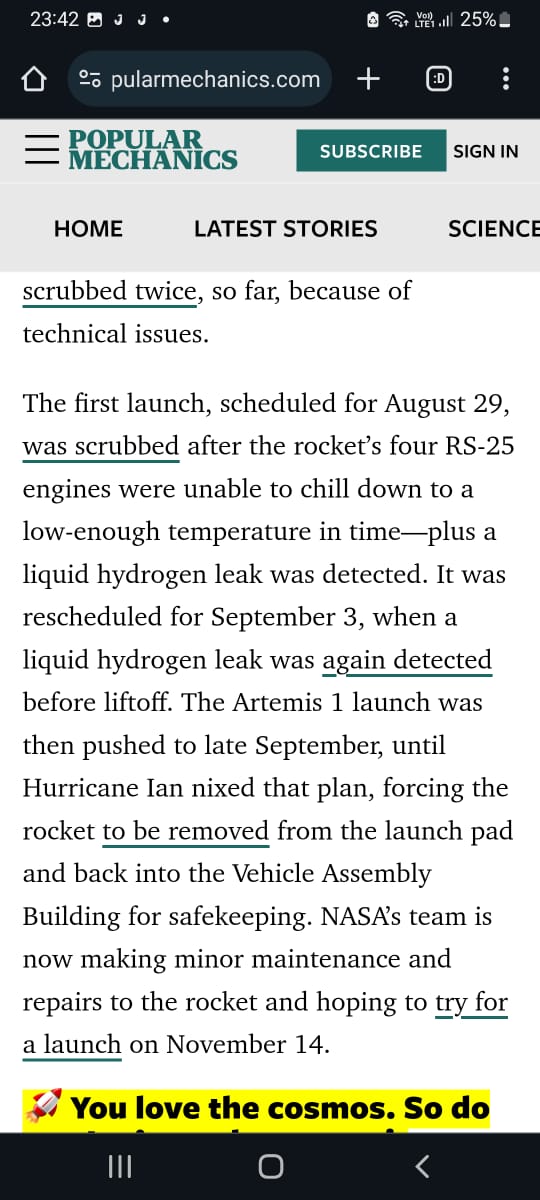 23:42
Vo)) LTE1 25%
pularmechanics.com + :D
POPULAR
MECHANICS
SUBSCRIBE SIGN IN
HOME LATEST STORIES SCIENCE
scrubbed twice, so far, because of
technical issues.
The first launch, scheduled for August 29,
was scrubbed after the rocket’s four RS-25
engines were unable to chill down to a
low-enough temperature in time—plus a
liquid hydrogen leak was detected. It was
rescheduled for September 3, when a
liquid hydrogen leak was again detected
before liftoff. The Artemis 1 launch was
then pushed to late September, until
Hurricane Ian nixed that plan, forcing the
rocket to be removed from the launch pad
and back into the Vehicle Assembly
Building for safekeeping. NASA’s team is
now making minor maintenance and
repairs to the rocket and hoping to try for
a launch on November 14.
🚀 You love the cosmos. So do